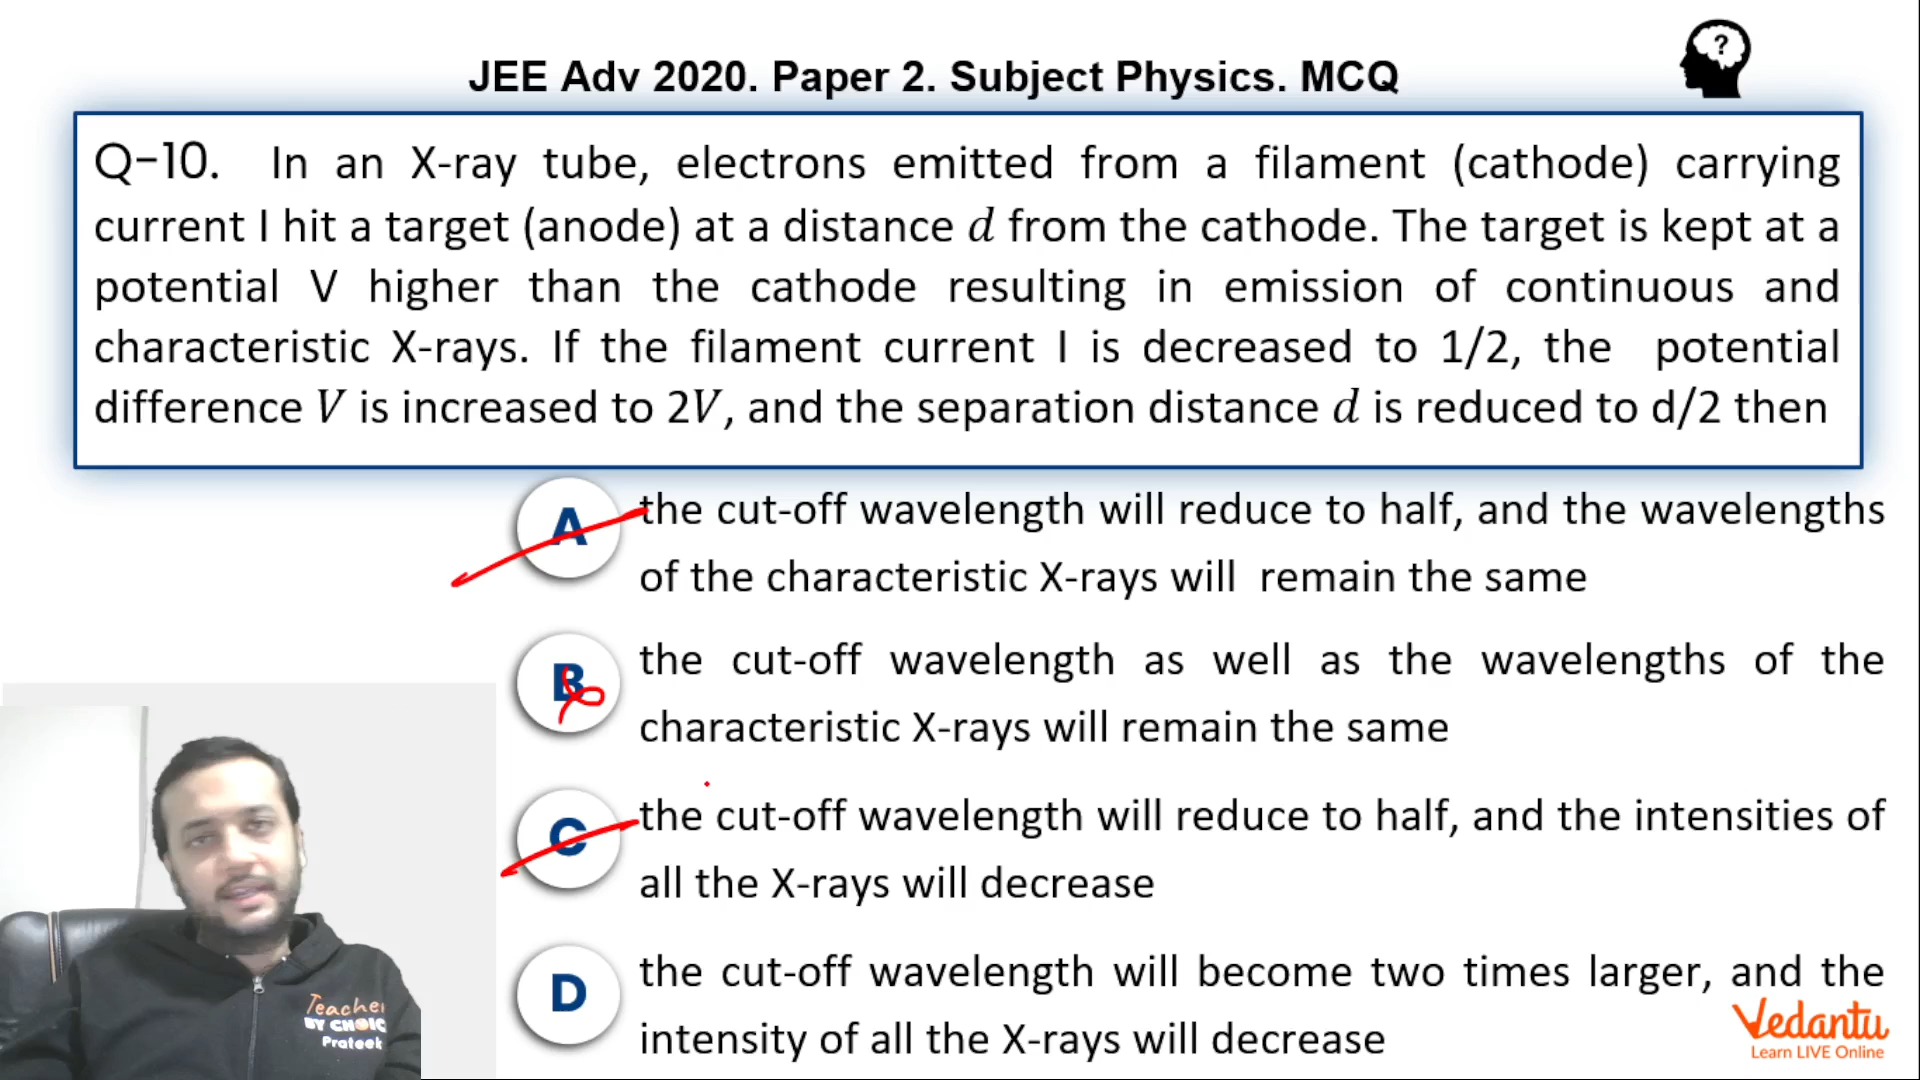 JEE Adv 2020. Paper 2. Subject Physics. MCQ
?
Q-10. In an X-ray tube, electrons emitted from a filament (cathode) carrying
current I hit a target (anode) at a distance d from the cathode. The target is kept at a
potential V higher than the cathode resulting in emission of continuous and
characteristic X-rays. If the filament current I is decreased to 1/2, the potential
difference V is increased to 2V, and the separation distance d is reduced to d/2 then
A the cut-off wavelength will reduce to half, and the wavelengths
of the characteristic X-rays will remain the same
B the cut-off wavelength as well as the wavelengths of the
characteristic X-rays will remain the same
C the cut-off wavelength will reduce to half, and the intensities of
all the X-rays will decrease
D the cut-off wavelength will become two times larger, and the
intensity of all the X-rays will decrease
Teacher
BY CHOIC
Prateek
Vedantu
Learn LIVE Online